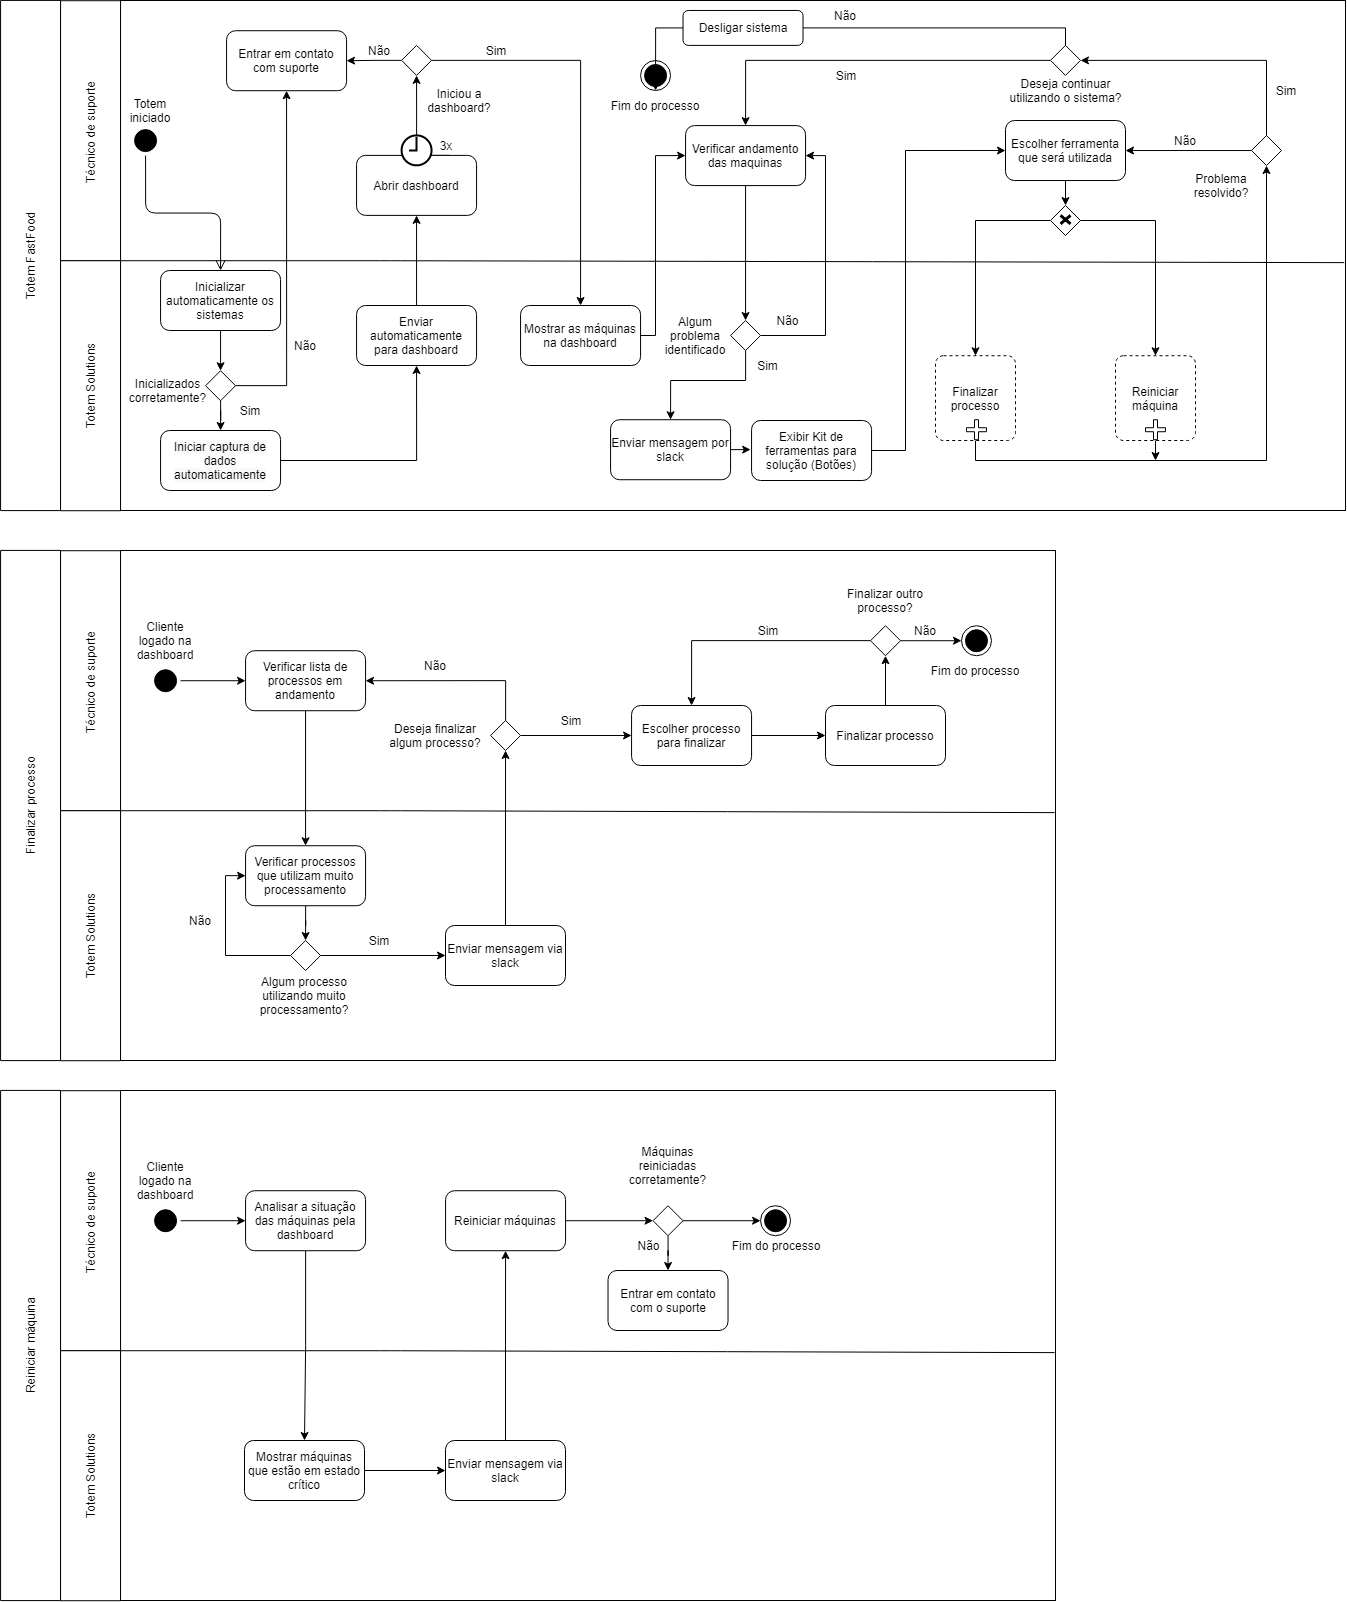 Totem FastFood
Técnico de suporte
Totem Solutions
Totem
iniciado
Entrar em contato
com suporte
Não
Sim
Iniciou a
dashboard?
3x
Abrir dashboard
Inicializar
automaticamente os
sistemas
Não
Inicializados
corretamente?
Sim
Iniciar captura de
dados
automaticamente
Enviar
automaticamente
para dashboard
Mostrar as máquinas
na dashboard
Desligar sistema
Não
Fim do processo
Sim
Deseja continuar
utilizando o sistema?
Verificar andamento
das maquinas
Escolher ferramenta
que será utilizada
Não
Sim
Problema
resolvido?
Algum
problema
identificado
Não
Sim
Enviar mensagem por
slack
Exibir Kit de
ferramentas para
solução (Botões)
Finalizar
processo
Reiniciar
máquina
Finalizar processo
Técnico de suporte
Totem Solutions
Cliente
logado na
dashboard
Verificar lista de
processos em
andamento
Não
Deseja finalizar
algum processo?
Sim
Escolher processo
para finalizar
Finalizar processo
Sim
Finalizar outro
processo?
Não
Fim do processo
Verificar processos
que utilizam muito
processamento
Não
Sim
Algum processo
utilizando muito
processamento?
Enviar mensagem via
slack
Reiniciar máquina
Técnico de suporte
Totem Solutions
Cliente
logado na
dashboard
Analisar a situação
das máquinas pela
dashboard
Reiniciar máquinas
Máquinas
reiniciadas
corretamente?
Não
Fim do processo
Entrar em contato
com o suporte
Mostrar máquinas
que estão em estado
crítico
Enviar mensagem via
slack